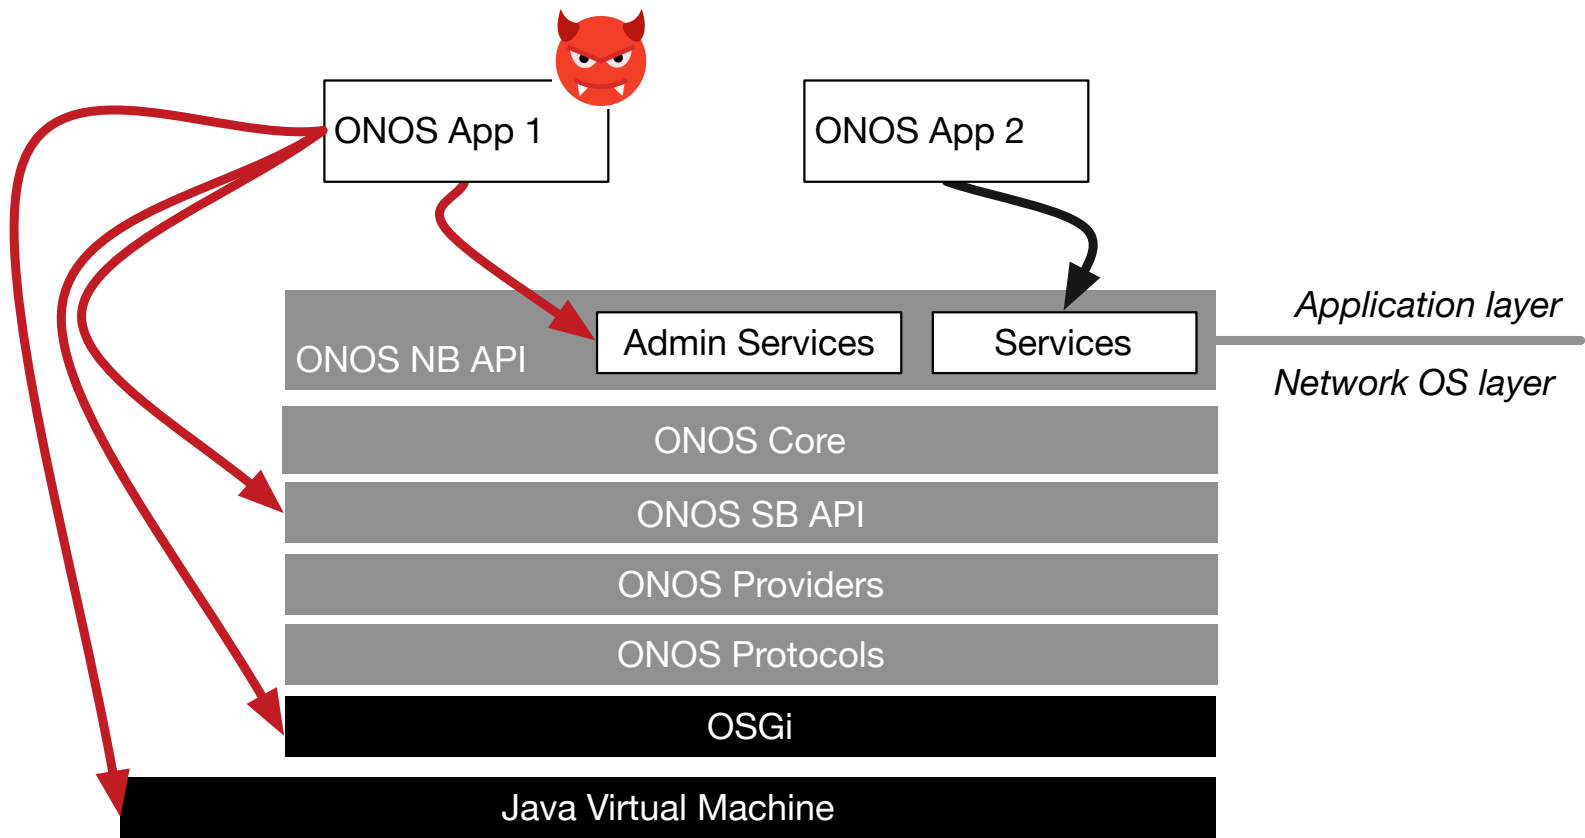 ONOS App 1
ONOS App 2
Application layer
ONOS NB API
Admin Services
Services
Network OS layer
ONOS Core
ONOS SB API
ONOS Providers
ONOS Protocols
OSGi
Java Virtual Machine